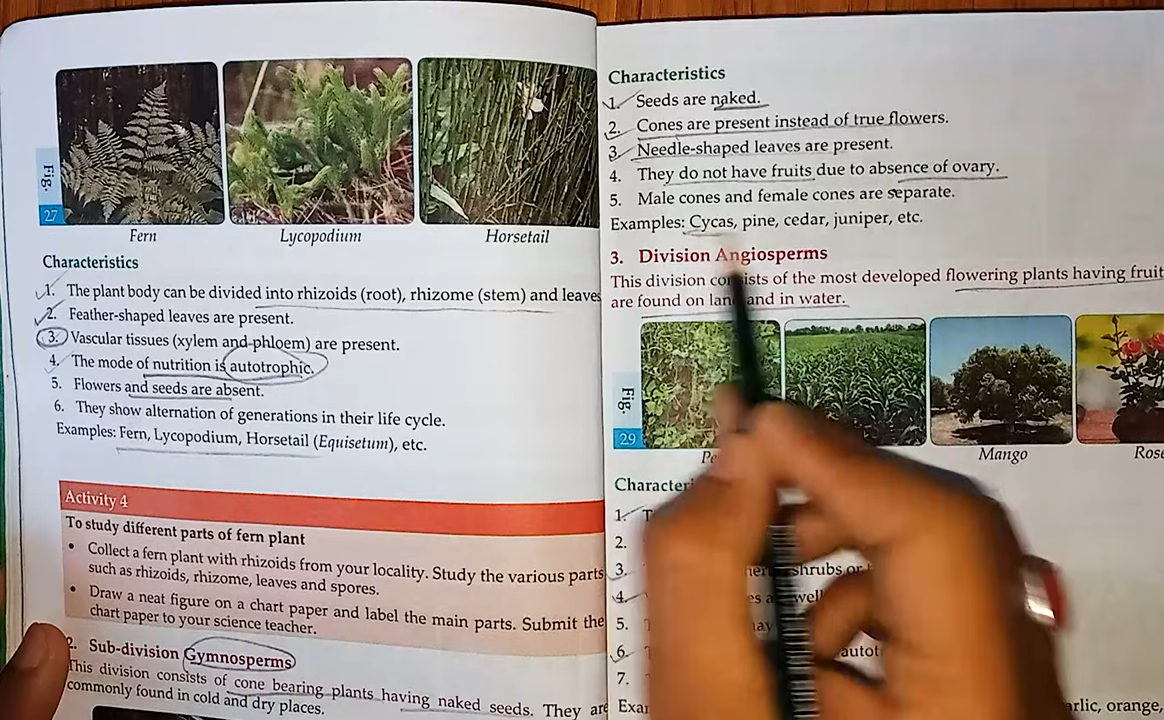 Fig.
27
Fern
Lycopodium
Horsetail
Characteristics
1. The plant body can be divided into rhizoids (root), rhizome (stem) and leaves
2. Feather-shaped leaves are present.
3. Vascular tissues (xylem and phloem) are present.
4. The mode of nutrition is autotrophic.
5. Flowers and seeds are absent.
6. They show alternation of generations in their life cycle.
Examples: Fern, Lycopodium, Horsetail (Equisetum), etc.
Activity 4
To study different parts of fern plant
• Collect a fern plant with rhizoids from your locality. Study the various parts
such as rhizoids, rhizome, leaves and spores.
• Draw a neat figure on a chart paper and label the main parts. Submit the
chart paper to your science teacher.
2. Sub-division Gymnosperms
This division consists of cone bearing plants having naked seeds. They are
commonly found in cold and dry places.
Characteristics
1. Seeds are naked.
2. Cones are present instead of true flowers.
3. Needle-shaped leaves are present.
4. They do not have fruits due to absence of ovary.
5. Male cones and female cones are separate.
Examples: Cycas, pine, cedar, juniper, etc.
3. Division Angiosperms
This division consists of the most developed flowering plants having fruit
are found on land and in water.
Fig.
29
Mango
Rose
1.
2.
3. shrubs or
4.
5.
6.
7.
orange,